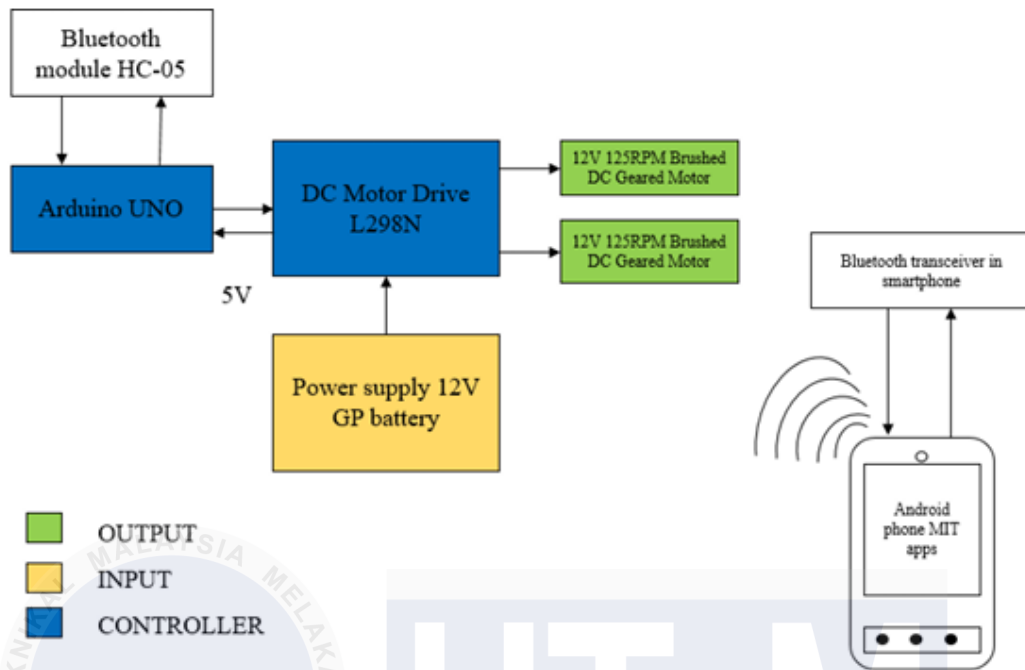 Bluetooth
module HC-05
Arduino UNO
DC Motor Drive
L298N
12V 125RPM Brushed
DC Geared Motor
12V 125RPM Brushed
DC Geared Motor
5V
Power supply 12V
GP battery
Bluetooth transceiver in
smartphone
Android
phone MIT
apps
OUTPUT
INPUT
CONTROLLER
MALAYSIA MELAKA